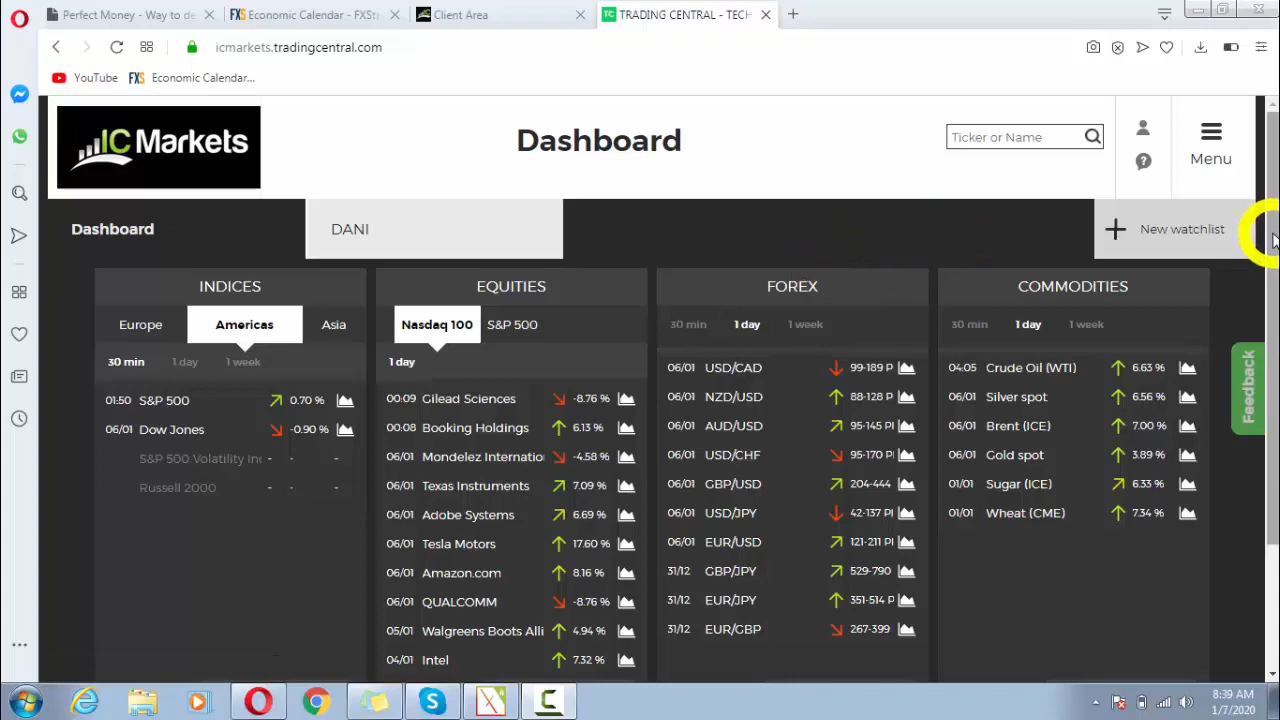 Perfect Money - Way to de
FXS Economic Calendar - FXSt
Client Area
TC TRADING CENTRAL - TECH
icmarkets.tradingcentral.com
YouTube
FXS Economic Calendar...
IC Markets
Dashboard
Ticker or Name
Menu
Dashboard
DANI
New watchlist
INDICES
Europe Americas Asia
30 min 1 day 1 week
01:50 S&P 500 0.70 %
06/01 Dow Jones -0.90 %
S&P 500 Volatility Inc - - -
Russell 2000 - - -
EQUITIES
Nasdaq 100 S&P 500
1 day
00:09 Gilead Sciences -8.76 %
00:08 Booking Holdings 6.13 %
06/01 Mondelez Internatio -4.58 %
06/01 Texas Instruments 7.09 %
06/01 Adobe Systems 6.69 %
06/01 Tesla Motors 17.60 %
06/01 Amazon.com 8.16 %
06/01 QUALCOMM -8.76 %
05/01 Walgreens Boots Alli 4.94 %
04/01 Intel 7.32 %
FOREX
30 min 1 day 1 week
06/01 USD/CAD 99-189 P
06/01 NZD/USD 88-128 P
06/01 AUD/USD 95-145 PI
06/01 USD/CHF 95-170 PI
06/01 GBP/USD 204-444
06/01 USD/JPY 42-137 PI
06/01 EUR/USD 121-211 PI
31/12 GBP/JPY 529-790
31/12 EUR/JPY 351-514 P
31/12 EUR/GBP 267-399
COMMODITIES
30 min 1 day 1 week
04:05 Crude Oil (WTI) 6.63 %
06/01 Silver spot 6.56 %
06/01 Brent (ICE) 7.00 %
06/01 Gold spot 3.89 %
01/01 Sugar (ICE) 6.33 %
01/01 Wheat (CME) 7.34 %
Feedback
8:39 AM
1/7/2020